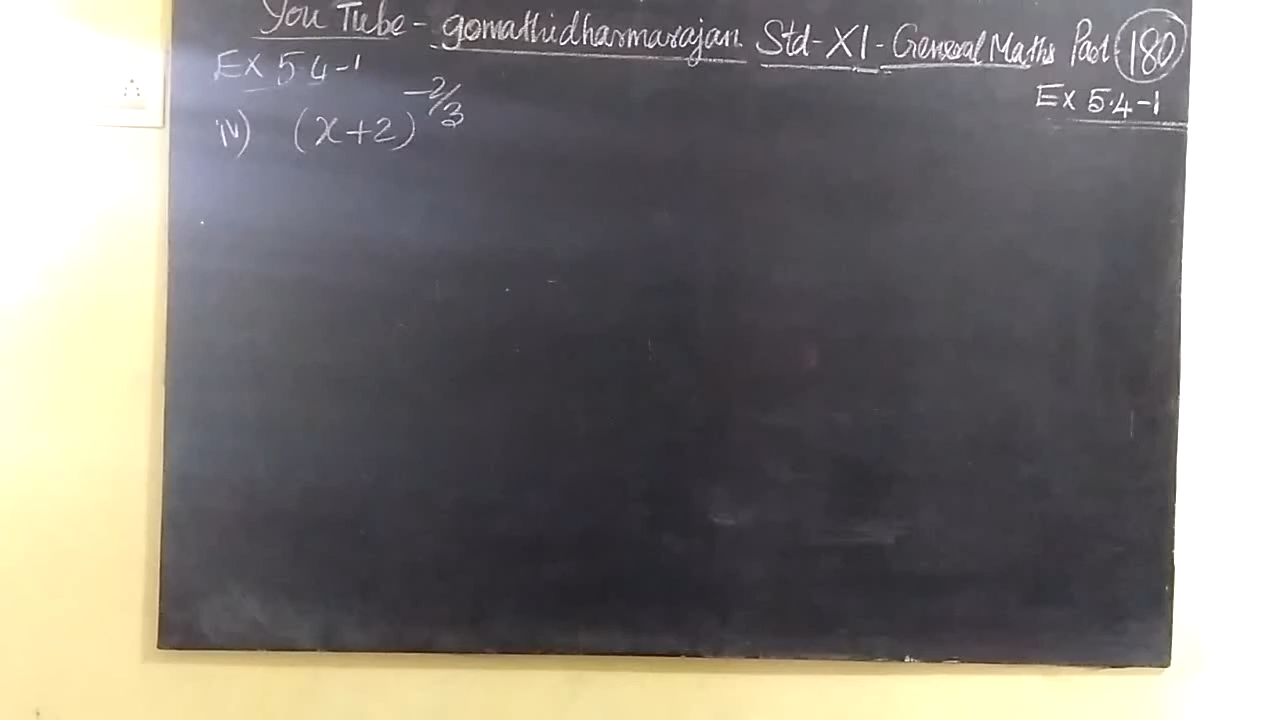 You Tube - gomathidharmarajan Std-XI-General Maths Part 180
Ex 5.4-1
Ex 5.4-1
iv) (x+2)^-2/3